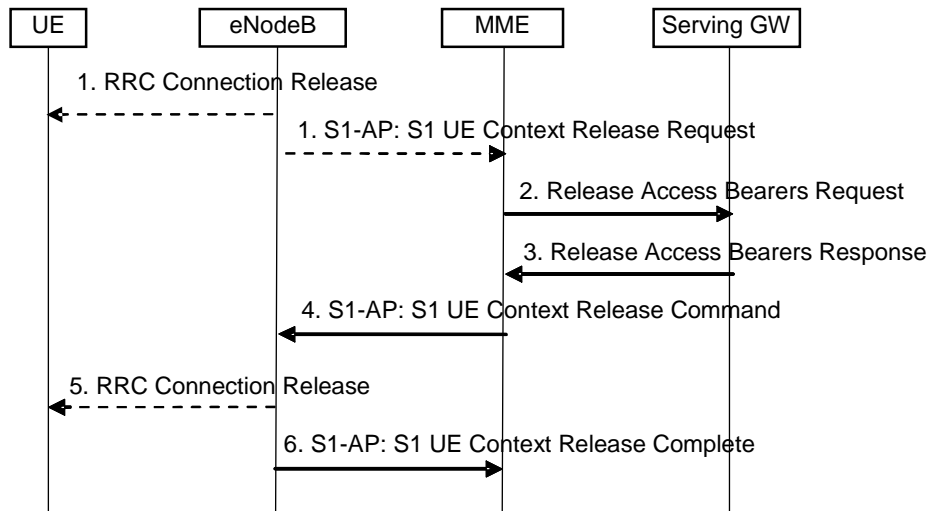 UE
eNodeB
MME
Serving GW
1. RRC Connection Release
1. S1-AP: S1 UE Context Release Request
2. Release Access Bearers Request
3. Release Access Bearers Response
4. S1-AP: S1 UE Context Release Command
5. RRC Connection Release
6. S1-AP: S1 UE Context Release Complete